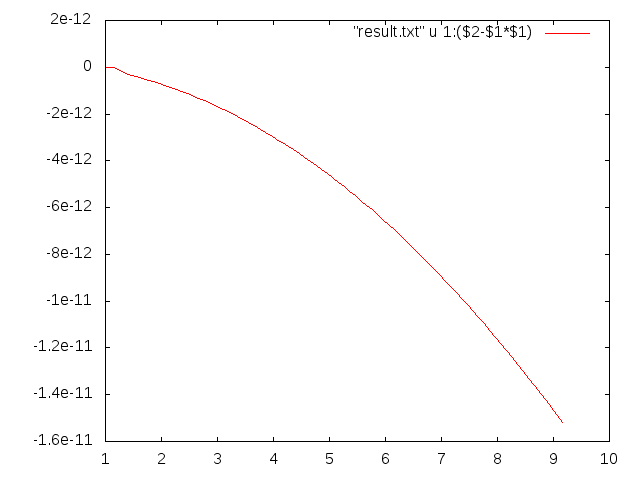 2e-12
"result.txt" u 1:($2-$1*$1)
0
-2e-12
-4e-12
-6e-12
-8e-12
-1e-11
-1.2e-11
-1.4e-11
-1.6e-11
1 2 3 4 5 6 7 8 9 10